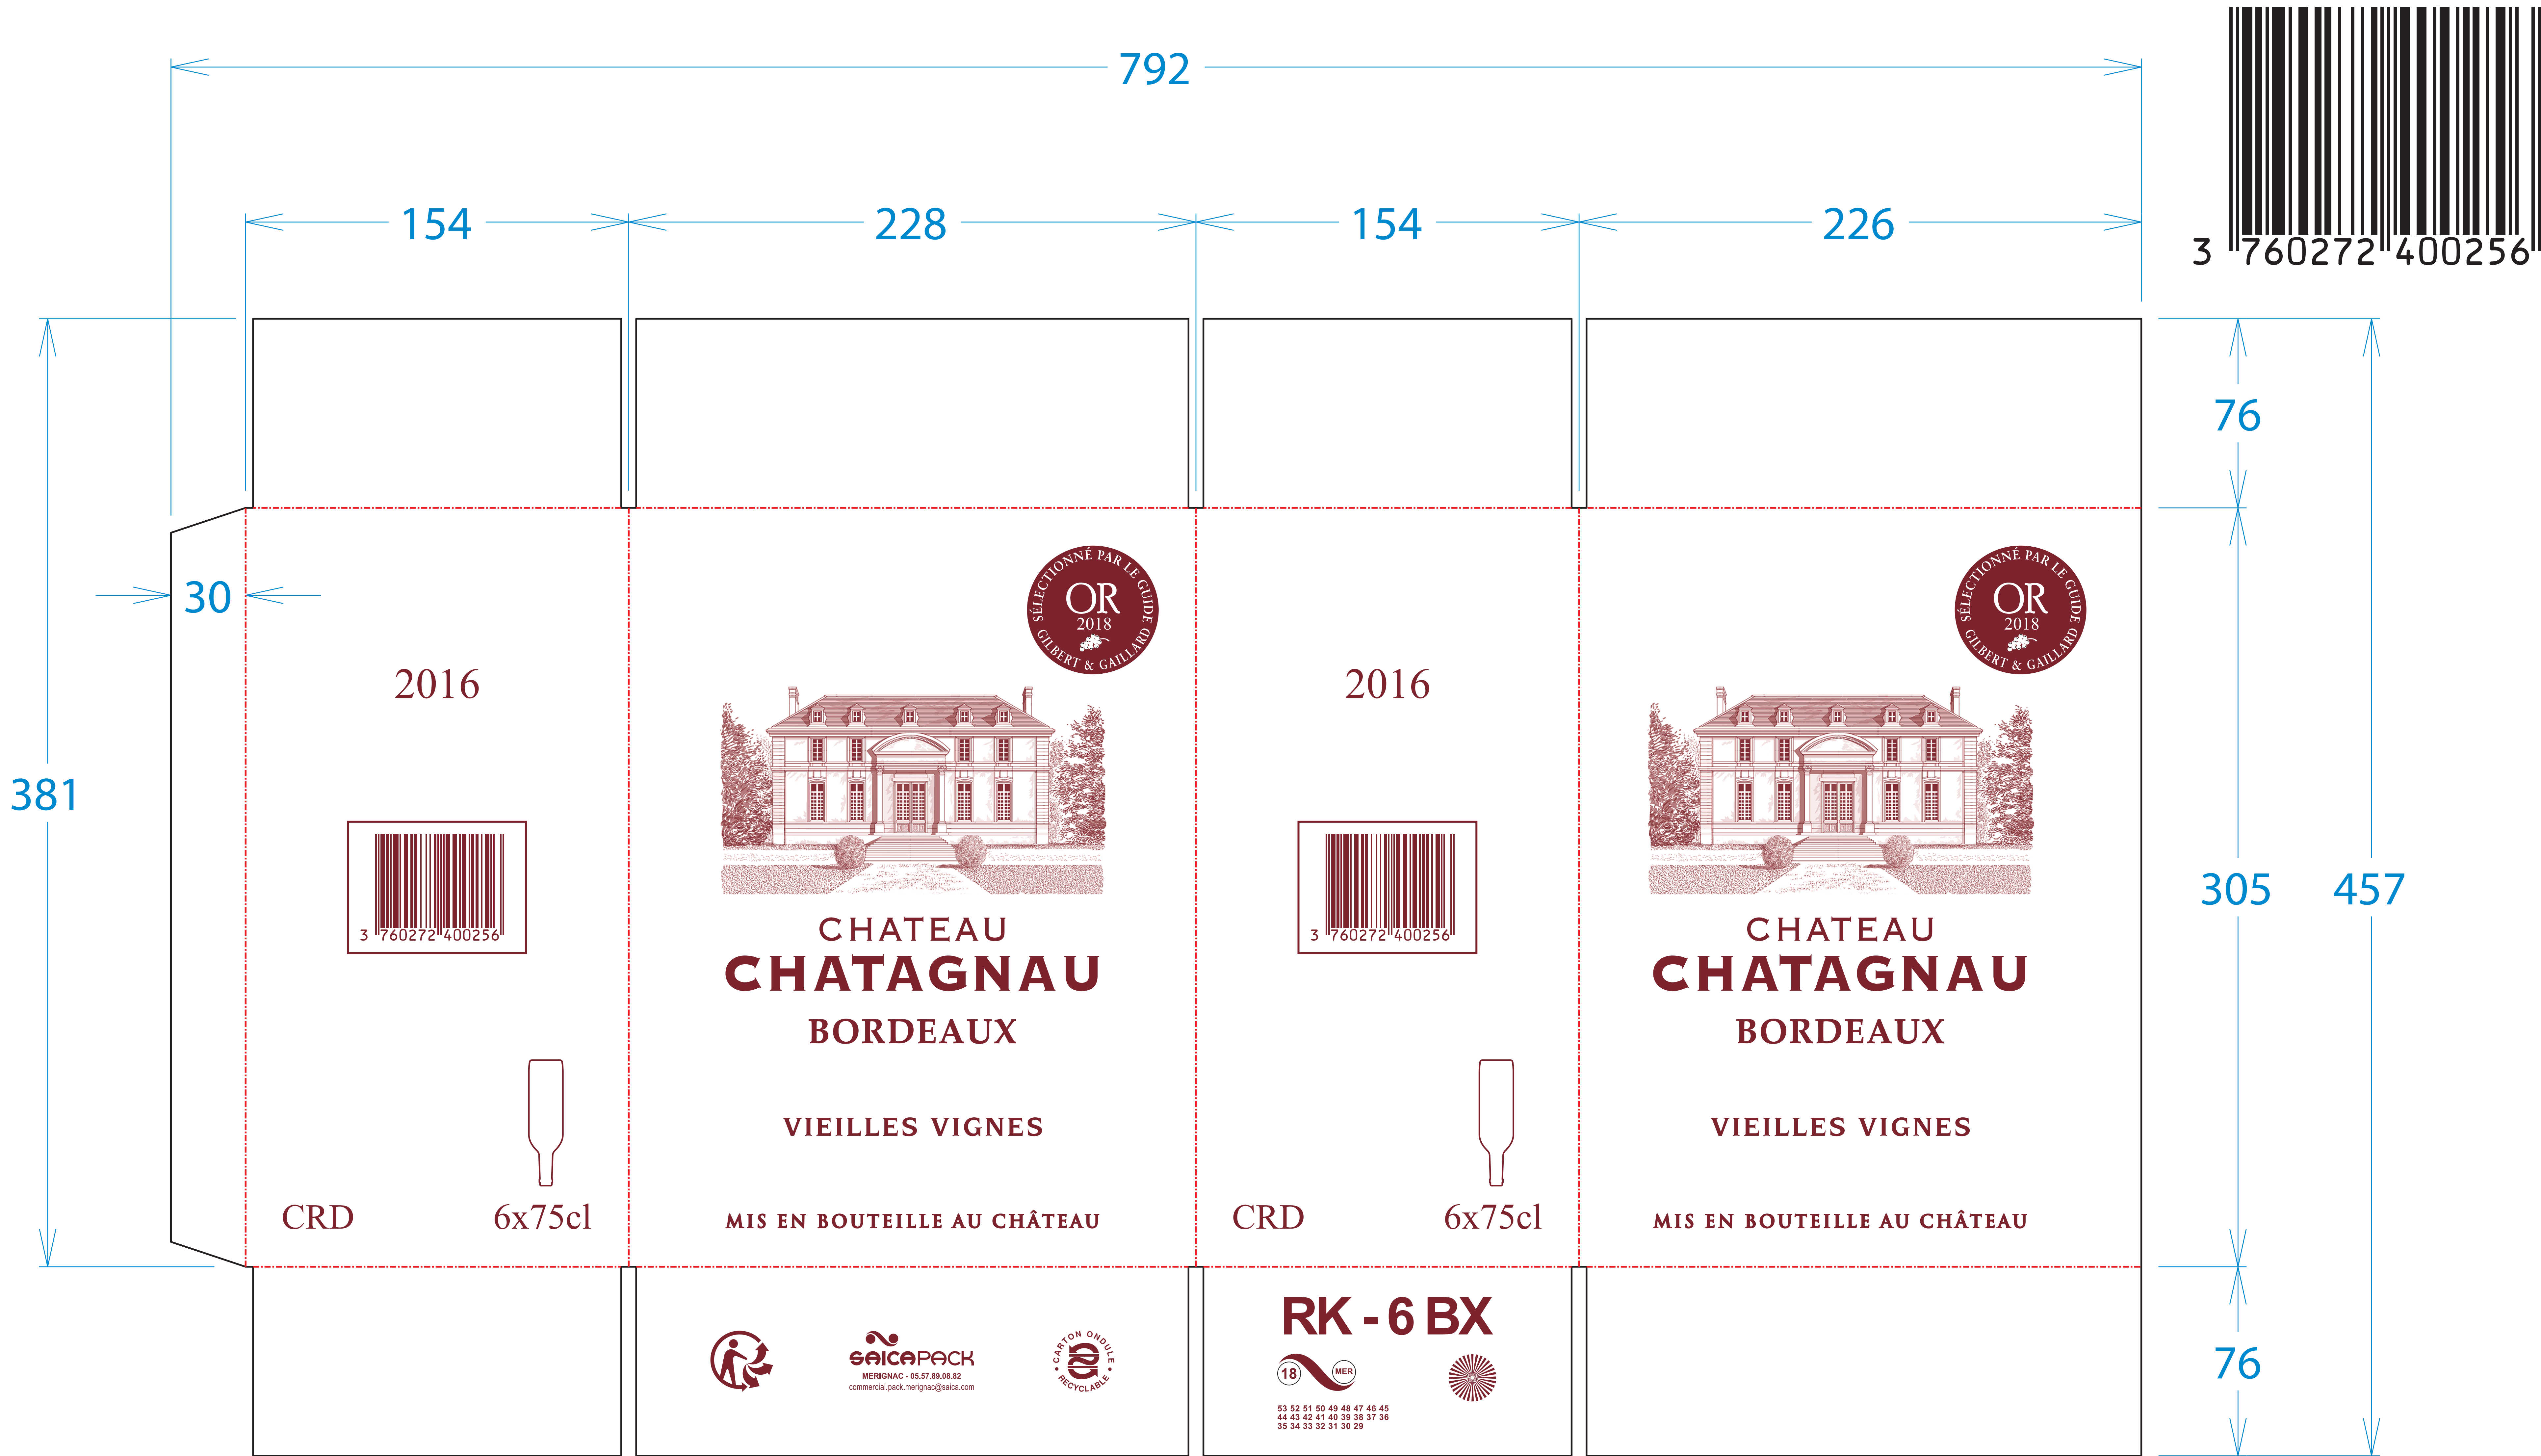 792
154
228
154
226
3 760272 400256
30
381
76
305
457
76
2016
3 760272 400256
CRD
6x75cl
SÉLECTIONNÉ PAR LE GUIDE
OR
2018
GILBERT & GAILLARD
CHATEAU
CHATAGNAU
BORDEAUX
VIEILLES VIGNES
MIS EN BOUTEILLE AU CHÂTEAU
2016
3 760272 400256
CRD
6x75cl
SÉLECTIONNÉ PAR LE GUIDE
OR
2018
GILBERT & GAILLARD
CHATEAU
CHATAGNAU
BORDEAUX
VIEILLES VIGNES
MIS EN BOUTEILLE AU CHÂTEAU
SAICAPACK
MERIGNAC - 05.57.89.08.82
commercial.pack.merignac@saica.com
CARTON ONDULE
RECYCLABLE
RK - 6 BX
18
MER
53 52 51 50 49 48 47 46 45
44 43 42 41 40 39 38 37 36
35 34 33 32 31 30 29